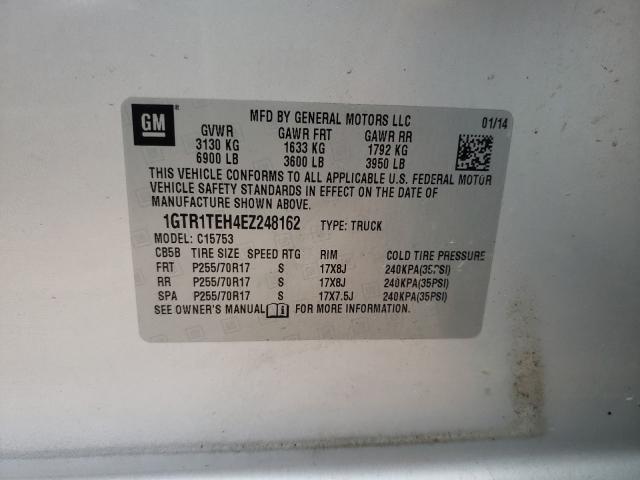 GM
MFD BY GENERAL MOTORS LLC 01/14
GVWR GAWR FRT GAWR RR
3130 KG 1633 KG 1792 KG
6900 LB 3600 LB 3950 LB
THIS VEHICLE CONFORMS TO ALL APPLICABLE U.S. FEDERAL MOTOR
VEHICLE SAFETY STANDARDS IN EFFECT ON THE DATE OF
MANUFACTURE SHOWN ABOVE.
1GTR1TEH4EZ248162 TYPE: TRUCK
MODEL: C15753
CB5B TIRE SIZE SPEED RTG RIM COLD TIRE PRESSURE
FRT P255/70R17 S 17X8J 240KPA(35PSI)
RR P255/70R17 S 17X8J 240KPA(35PSI)
SPA P255/70R17 S 17X7.5J 240KPA(35PSI)
SEE OWNER'S MANUAL FOR MORE INFORMATION.